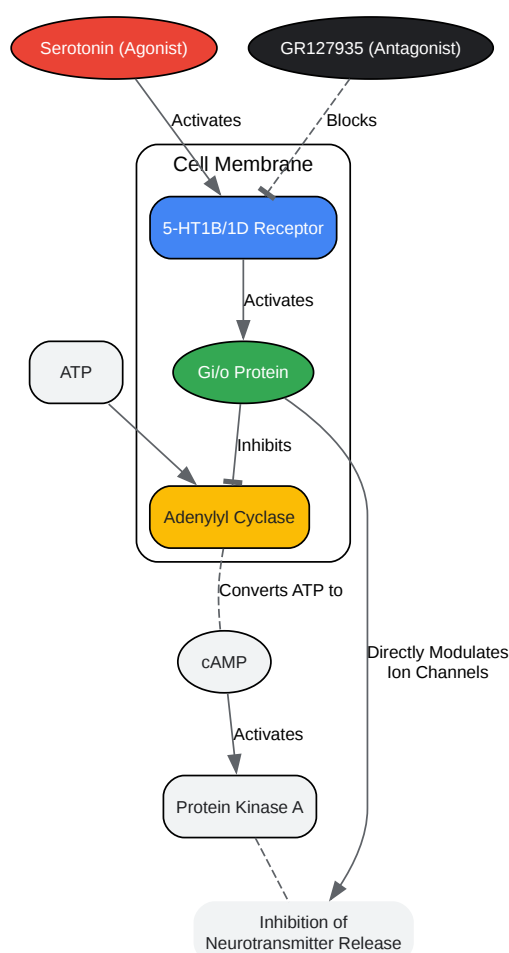 Serotonin (Agonist)
GR127935 (Antagonist)
Activates
Blocks
Cell Membrane
5-HT1B/1D Receptor
Activates
ATP
Gi/o Protein
Inhibits
Adenylyl Cyclase
Converts ATP to
cAMP
Directly Modulates
Ion Channels
Activates
Protein Kinase A
Inhibition of
Neurotransmitter Release